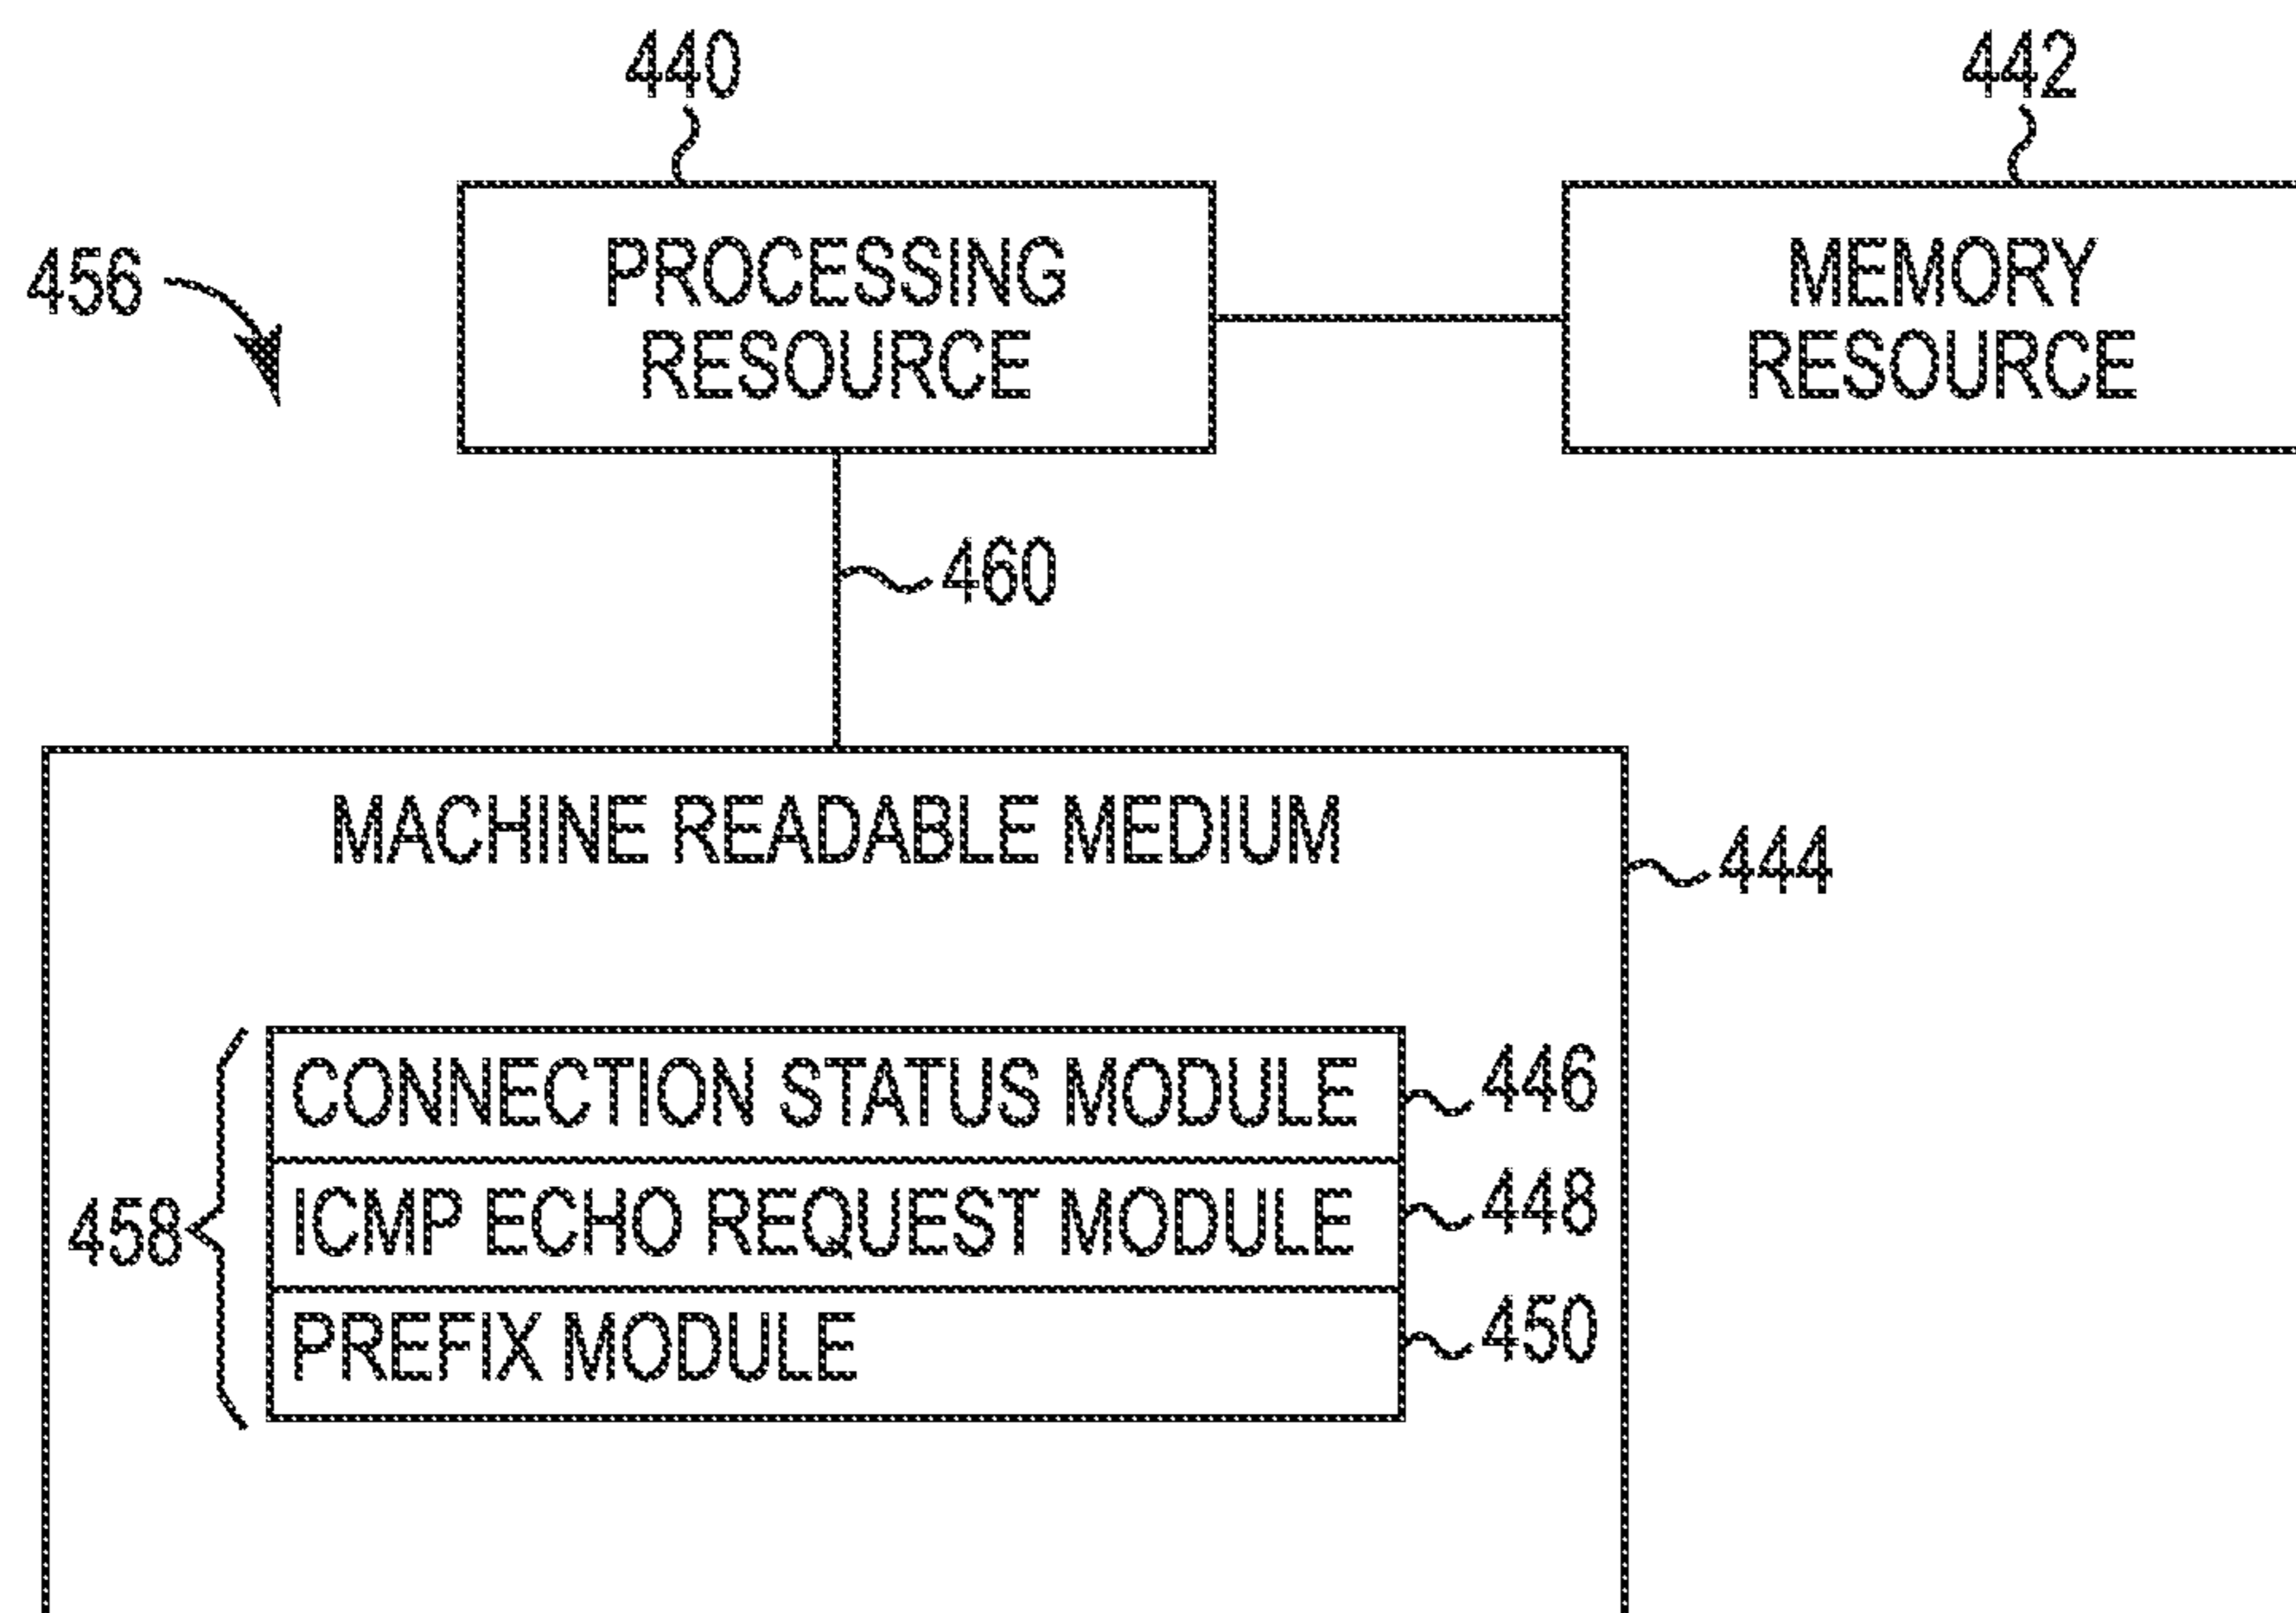 440
442
456
PROCESSING
RESOURCE
MEMORY
RESOURCE
460
MACHINE READABLE MEDIUM
444
458
CONNECTION STATUS MODULE
446
ICMP ECHO REQUEST MODULE
448
PREFIX MODULE
450